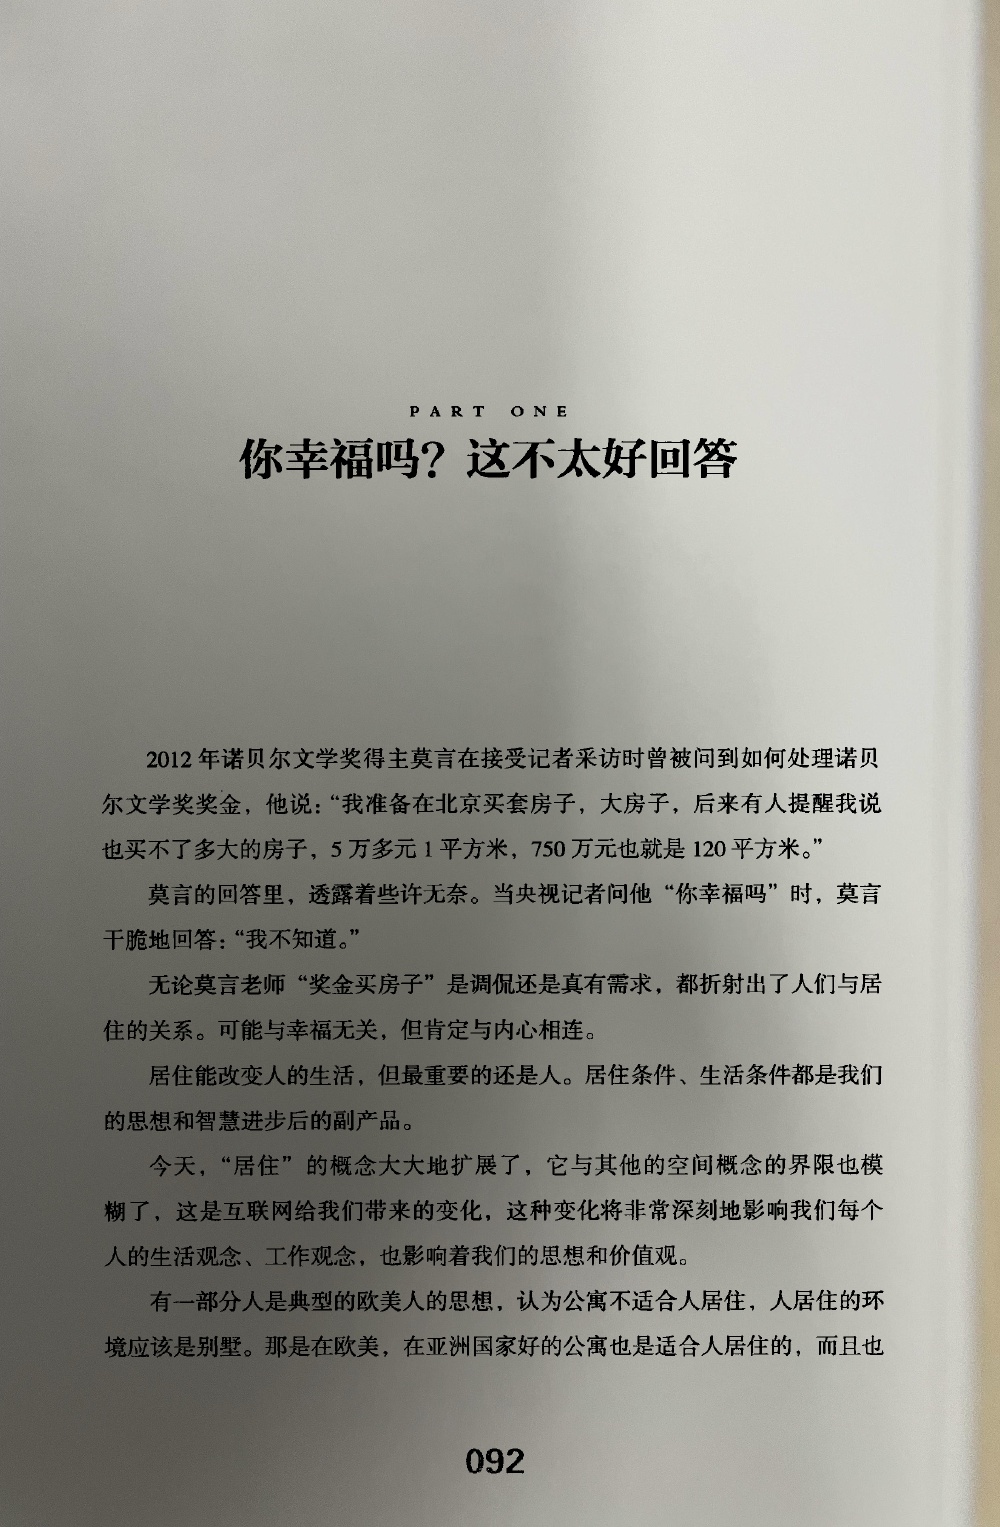 PART ONE
你幸福吗？这不太好回答
2012 年诺贝尔文学奖得主莫言在接受记者采访时曾被问到如何处理诺贝
尔文学奖奖金，他说：“我准备在北京买套房子，大房子，后来有人提醒我说
也买不了多大的房子，5 万多元 1 平方米，750 万元也就是 120 平方米。”
莫言的回答里，透露着些许无奈。当央视记者问他“你幸福吗”时，莫言
干脆地回答：“我不知道。”
无论莫言老师“奖金买房子”是调侃还是真有需求，都折射出了人们与居
住的关系。可能与幸福无关，但肯定与内心相连。
居住能改变人的生活，但最重要的还是人。居住条件、生活条件都是我们
的思想和智慧进步后的副产品。
今天，“居住”的概念大大地扩展了，它与其他的空间概念的界限也模
糊了，这是互联网给我们带来的变化，这种变化将非常深刻地影响我们每个
人的生活观念、工作观念，也影响着我们的思想和价值观。
有一部分人是典型的欧美人的思想，认为公寓不适合人居住，人居住的环
境应该是别墅。那是在欧美，在亚洲国家好的公寓也是适合人居住的，而且也
092